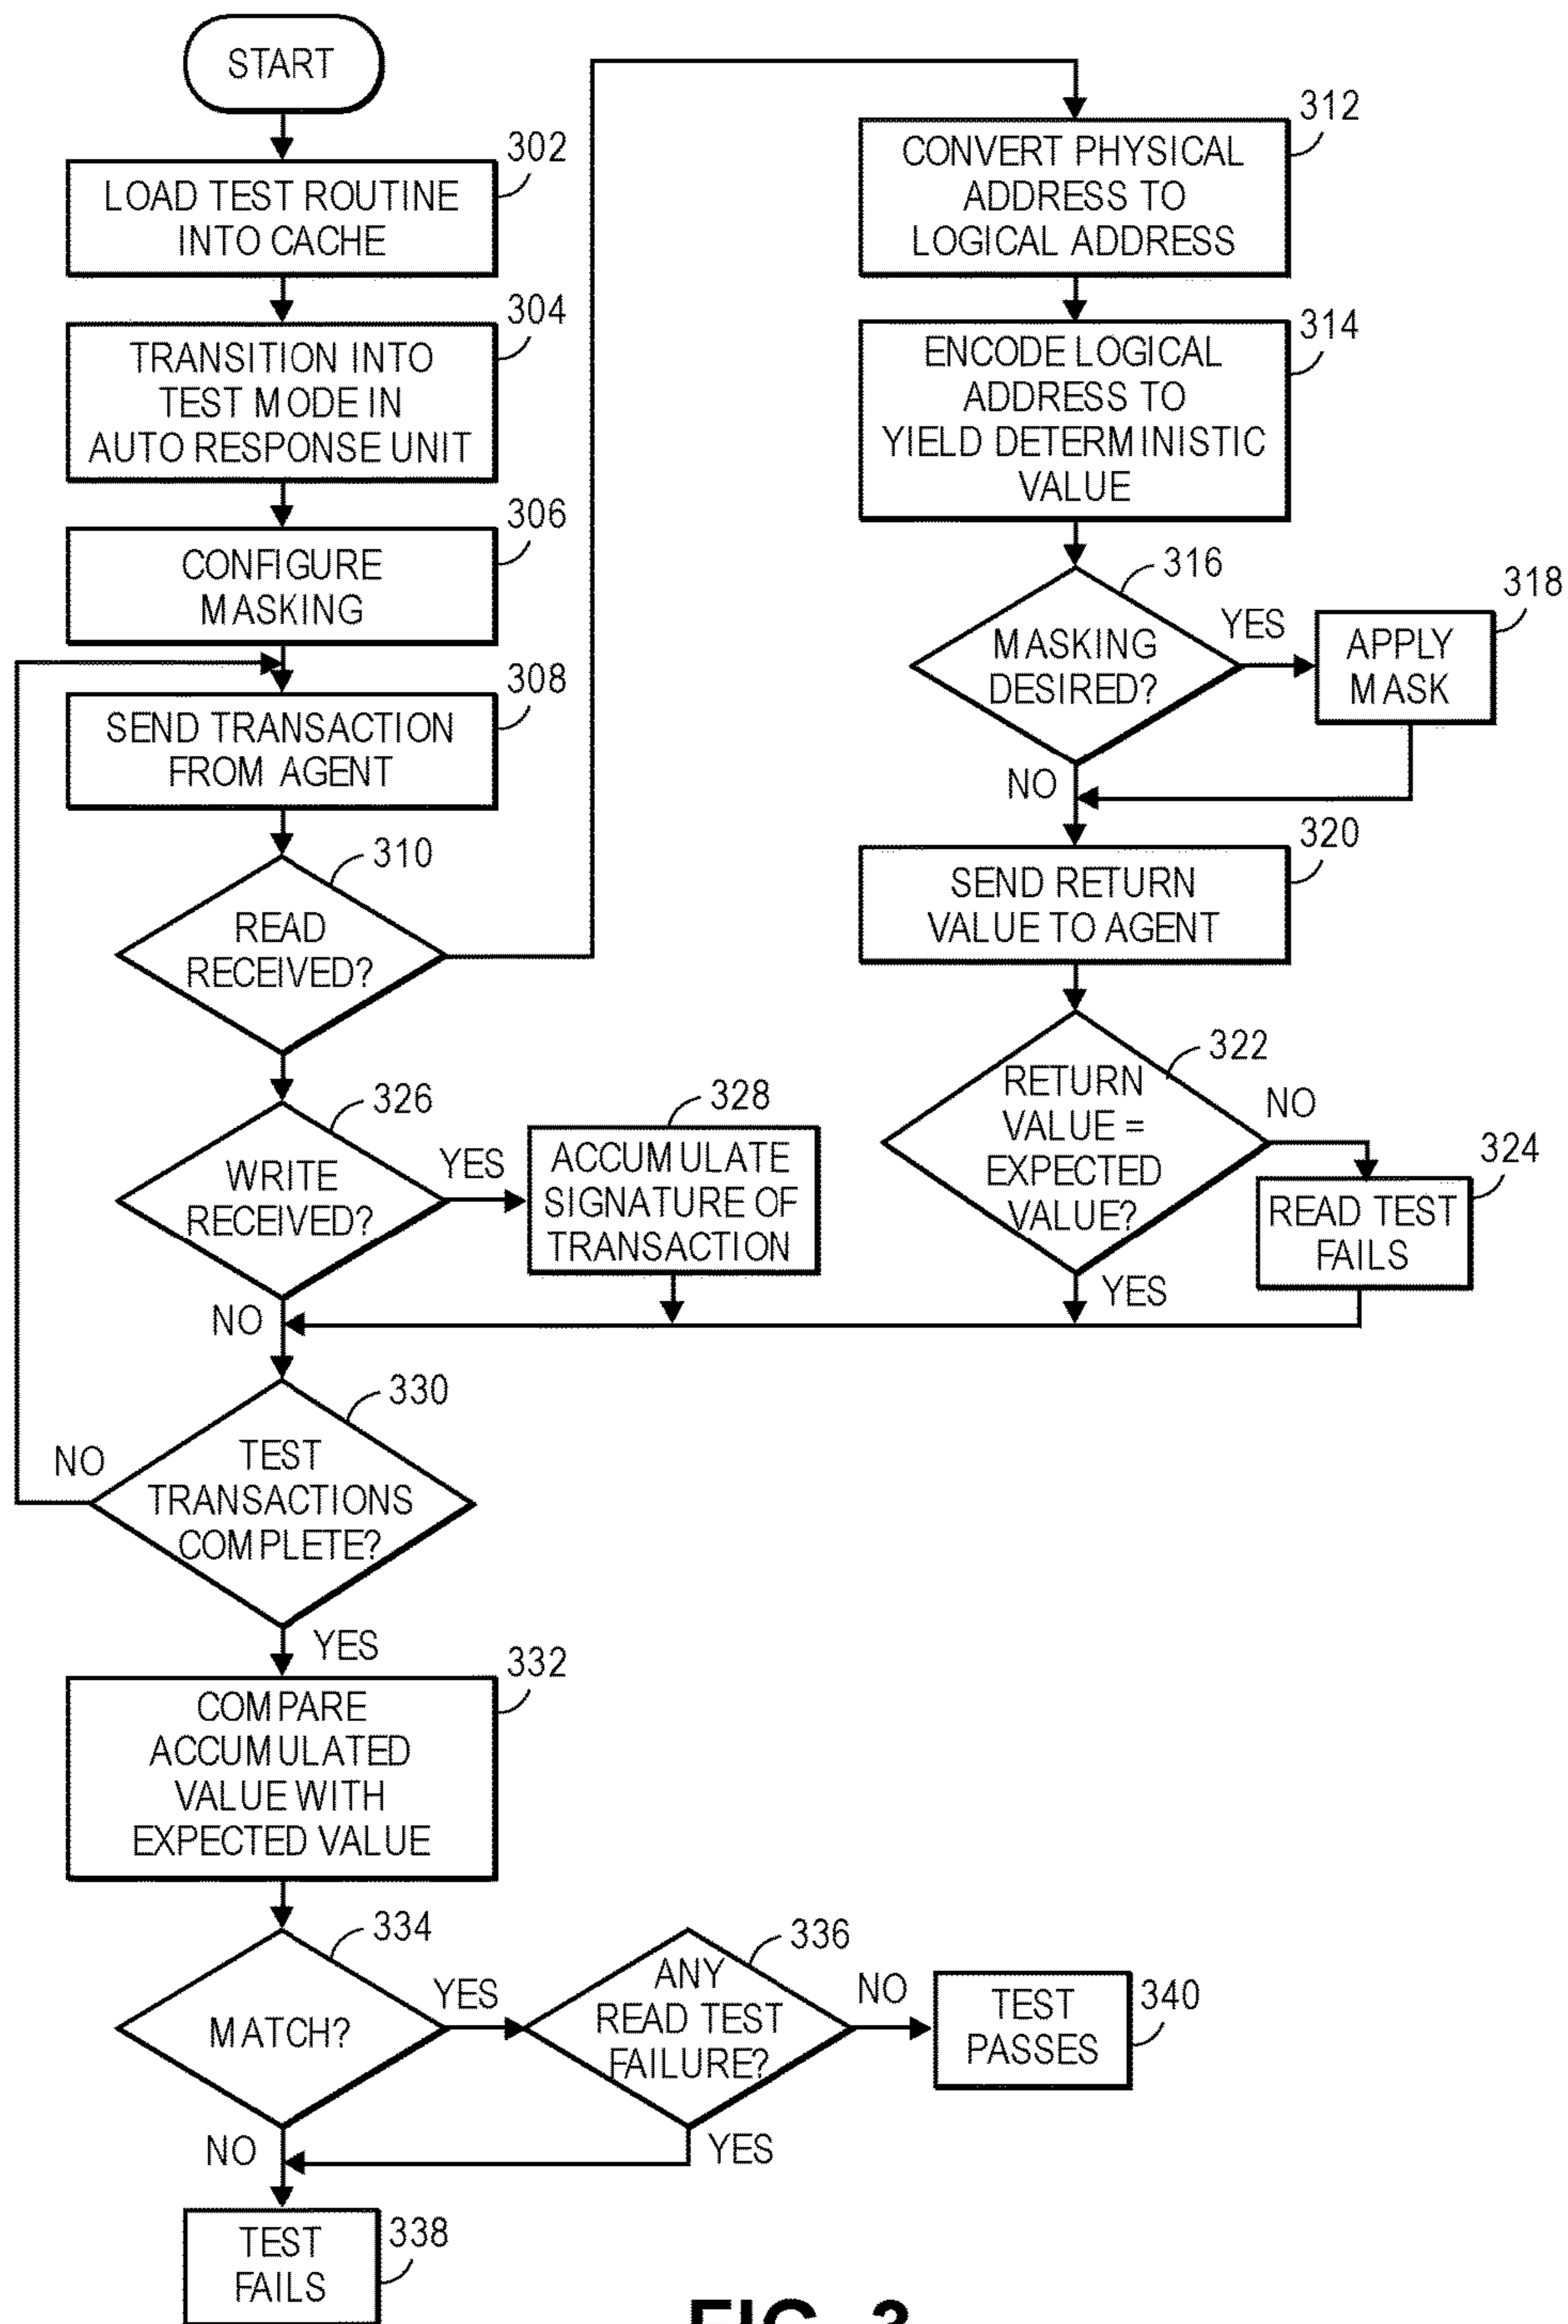 START
302
LOAD TEST ROUTINE
INTO CACHE
304
TRANSITION INTO
TEST MODE IN
AUTO RESPONSE UNIT
306
CONFIGURE
MASKING
308
SEND TRANSACTION
FROM AGENT
310
READ
RECEIVED?
312
CONVERT PHYSICAL
ADDRESS TO
LOGICAL ADDRESS
314
ENCODE LOGICAL
ADDRESS TO
YIELD DETERMINISTIC
VALUE
316
MASKING
DESIRED?
YES
318
APPLY
MASK
NO
320
SEND RETURN
VALUE TO AGENT
322
RETURN
VALUE =
EXPECTED
VALUE?
NO
324
READ TEST
FAILS
YES
326
WRITE
RECEIVED?
YES
328
ACCUMULATE
SIGNATURE OF
TRANSACTION
NO
330
TEST
TRANSACTIONS
COMPLETE?
NO
YES
332
COMPARE
ACCUMULATED
VALUE WITH
EXPECTED VALUE
334
MATCH?
YES
336
ANY
READ TEST
FAILURE?
NO
340
TEST
PASSES
NO
YES
338
TEST
FAILS
FIG. 3